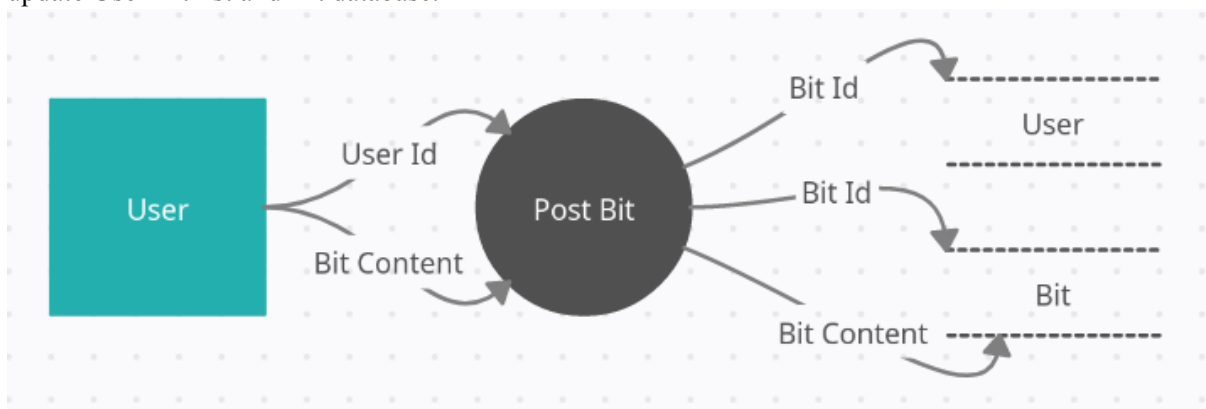 User
User Id
Bit Content
Post Bit
Bit Id
User
Bit Id
Bit
Bit Content